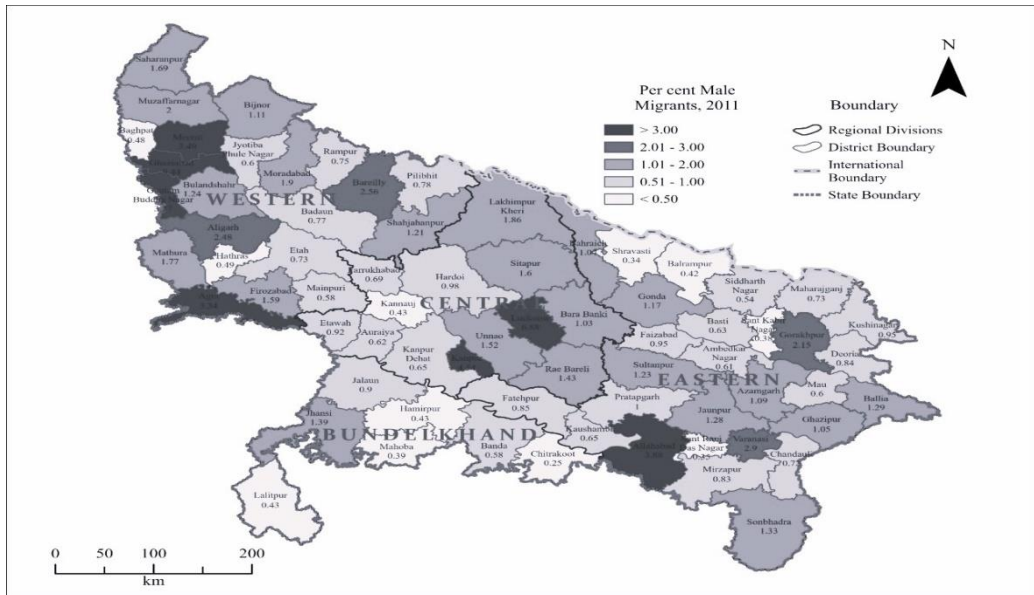 N
Per cent Male
Migrants, 2011
> 3.00
2.01 - 3.00
1.01 - 2.00
0.51 - 1.00
< 0.50
Boundary
Regional Divisions
District Boundary
International
Boundary
State Boundary
Saharanpur
1.69
Muzaffarnagar
2
Bijnor
1.11
Baghpat
0.48
Jyotiba
Phule Nagar
0.6
Moradabad
1.9
Rampur
0.75
Bareilly
2.58
Pilibhit
0.78
Bulandshahr
1.24
WESTERN
Budaun
0.77
Shahjahanpur
1.21
Aligarh
2.48
Mathura
1.77
Hathras
0.49
Etah
0.73
Firozabad
1.59
Mainpuri
0.58
0.69
Kannauj
0.43
Etawah
0.92
Auraiya
0.62
Hardoi
0.98
Lakhimpur
Kheri
1.86
Sitapur
1.6
CENTRAL
Bara Banki
1.03
Unnao
1.52
Kanpur
Dehat
0.65
Rae Bareli
1.43
Fatehpur
0.85
Shravasti
0.34
Balrampur
0.42
Gonda
1.17
Siddharth
Nagar
0.54
Maharajganj
0.73
Basti
0.63
Gorakhpur
2.15
Kushinagar
0.95
Deoria
0.84
Faizabad
0.95
Ambedkar
Nagar
0.61
Sultanpur
1.23
EASTERN
Azamgarh
1.09
Mau
0.6
Ballia
1.29
Pratapgarh
1
Jaunpur
1.28
Ghazipur
1.05
Kaushambi
0.65
Varanasi
2.9
Chandauli
Mirzapur
0.83
Sonbhadra
1.33
Jalaun
0.9
Jhansi
1.39
Hamirpur
0.43
BUNDELKHAND
Mahoba
0.39
Banda
0.58
Chitrakoot
0.25
Lalitpur
0.43
0 50 100 200
km